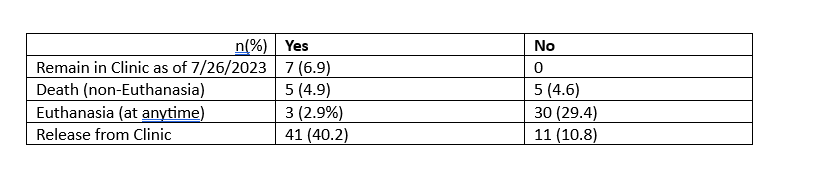 n(%) Yes No
Remain in Clinic as of 7/26/2023 7 (6.9) 0
Death (non-Euthanasia) 5 (4.9) 5 (4.6)
Euthanasia (at anytime) 3 (2.9%) 30 (29.4)
Release from Clinic 41 (40.2) 11 (10.8)